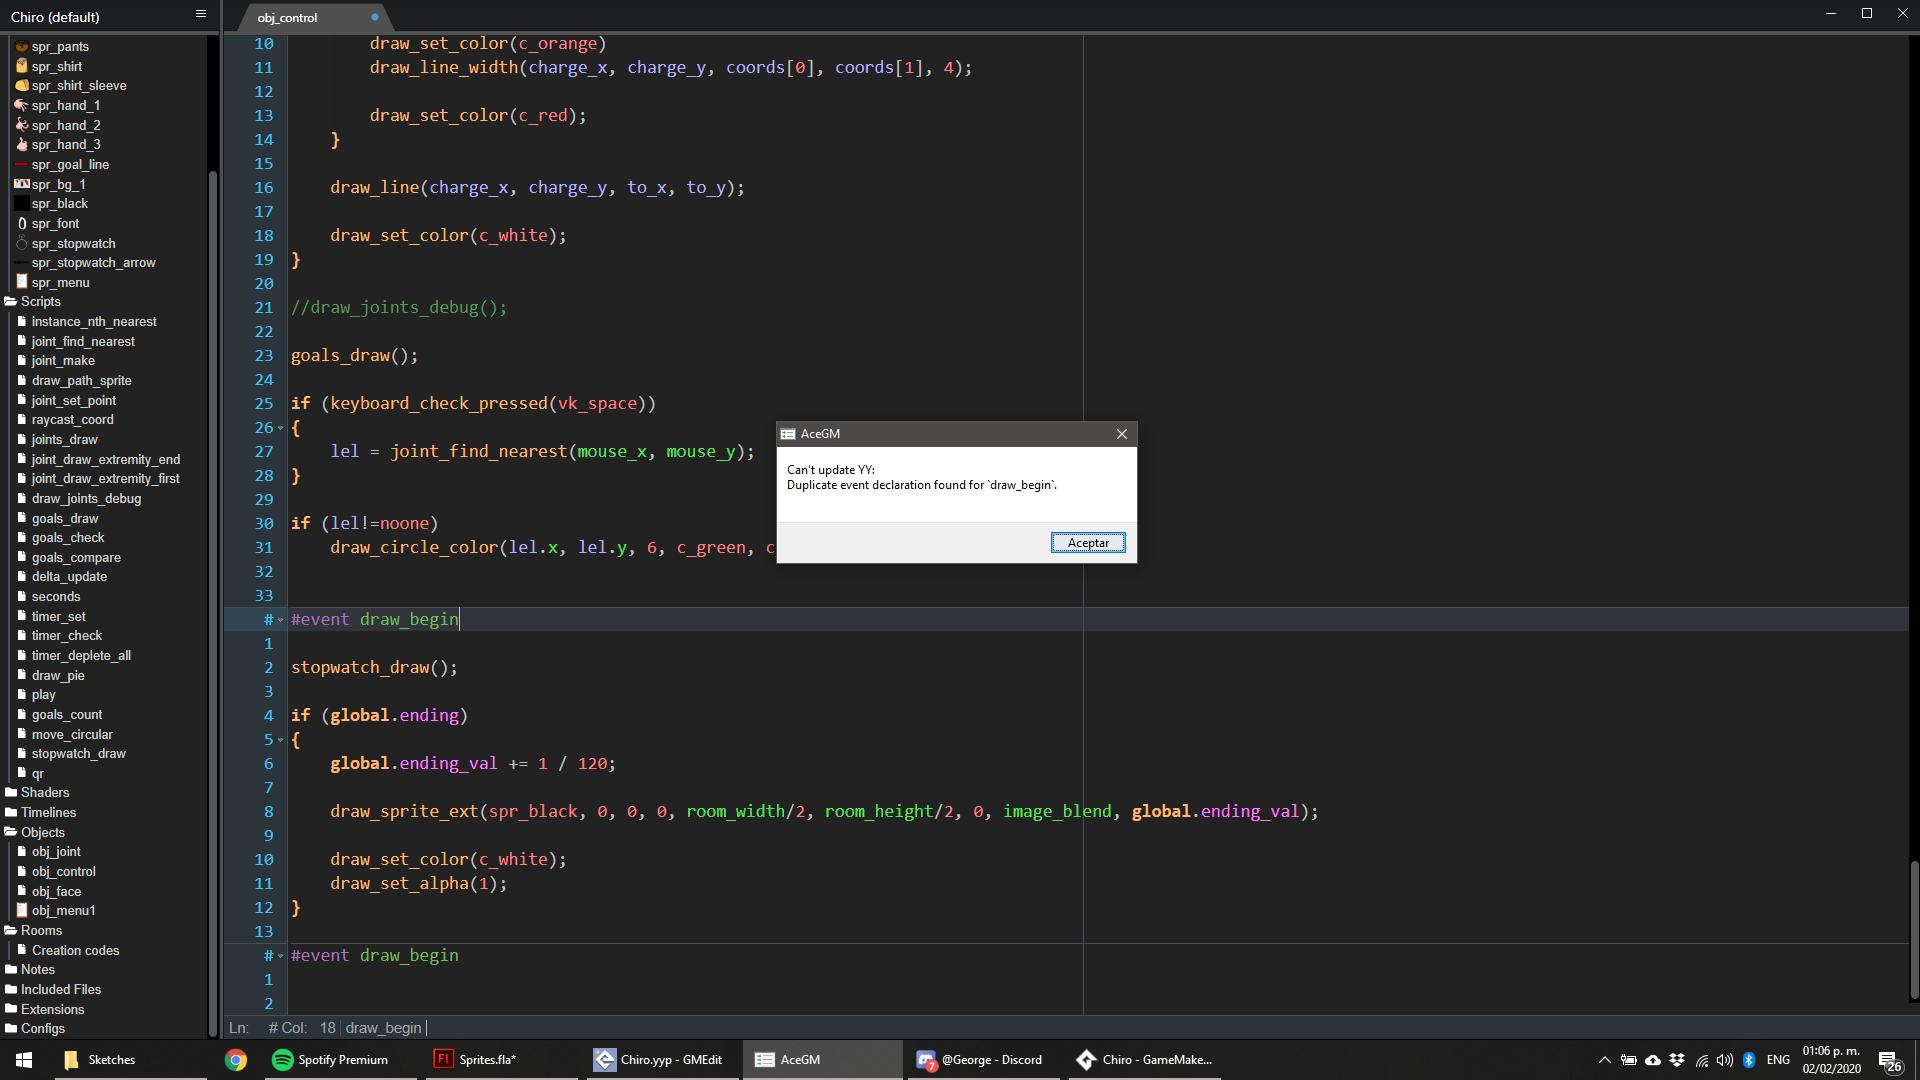 Chiro (default)
obj_control
spr_pants
spr_shirt
spr_shirt_sleeve
spr_hand_1
spr_hand_2
spr_hand_3
spr_goal_line
spr_bg_1
spr_black
spr_font
spr_stopwatch
spr_stopwatch_arrow
spr_menu
Scripts
instance_nth_nearest
joint_find_nearest
joint_make
draw_path_sprite
joint_set_point
raycast_coord
joints_draw
joint_draw_extremity_end
joint_draw_extremity_first
draw_joints_debug
goals_draw
goals_check
goals_compare
delta_update
seconds
timer_set
timer_check
timer_deplete_all
draw_pie
play
goals_count
move_circular
stopwatch_draw
qr
Shaders
Timelines
Objects
obj_joint
obj_control
obj_face
obj_menu1
Rooms
Creation codes
Notes
Included Files
Extensions
Configs
10 draw_set_color(c_orange)
11 draw_line_width(charge_x, charge_y, coords[0], coords[1], 4);
12
13 draw_set_color(c_red);
14 }
15
16 draw_line(charge_x, charge_y, to_x, to_y);
17
18 draw_set_color(c_white);
19 }
20
21 //draw_joints_debug();
22
23 goals_draw();
24
25 if (keyboard_check_pressed(vk_space))
26 {
27 lel = joint_find_nearest(mouse_x, mouse_y);
28 }
29
30 if (lel!=noone)
31 draw_circle_color(lel.x, lel.y, 6, c_green, c
32
33
# #event draw_begin
1
2 stopwatch_draw();
3
4 if (global.ending)
5 {
6 global.ending_val += 1 / 120;
7
8 draw_sprite_ext(spr_black, 0, 0, 0, room_width/2, room_height/2, 0, image_blend, global.ending_val);
9
10 draw_set_color(c_white);
11 draw_set_alpha(1);
12 }
13
# #event draw_begin
1
2
AceGM
Can't update YY:
Duplicate event declaration found for `draw_begin`.
Aceptar
Ln: # Col: 18 draw_begin
Sketches
Spotify Premium
Fl Sprites.fla*
Chiro.yyp - GMEdit
AceGM
7 @George - Discord
Chiro - GameMake...
ENG
01:06 p. m.
02/02/2020
26